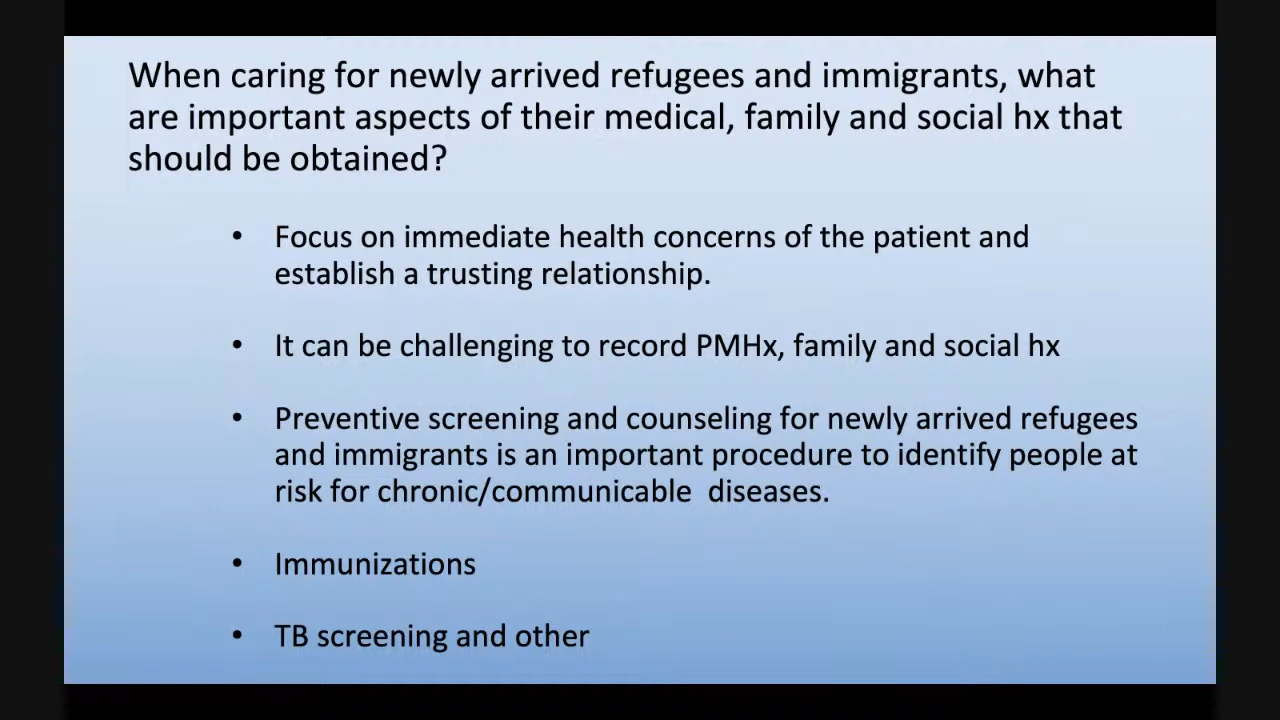 When caring for newly arrived refugees and immigrants, what
are important aspects of their medical, family and social hx that
should be obtained?
• Focus on immediate health concerns of the patient and
establish a trusting relationship.
• It can be challenging to record PMHx, family and social hx
• Preventive screening and counseling for newly arrived refugees
and immigrants is an important procedure to identify people at
risk for chronic/communicable  diseases.
• Immunizations
• TB screening and other